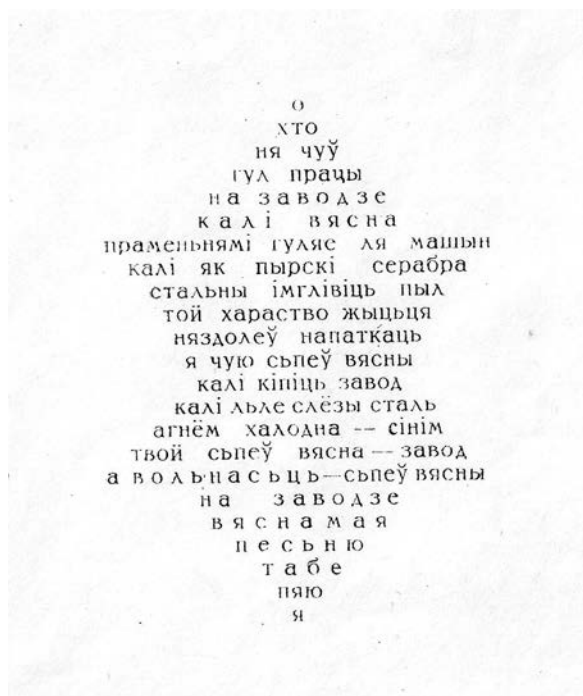 О
ХТО
ня чуў
гул працы
на заводзе
калі вясна
праменьнямі гуляе ля машын
калі як пырскі серабра
стальны імглівіць пыл
той хараство жыцьця
няздолеў напаткаць
я чую сьпеў вясны
калі кіпіць завод
калі льле слёзы сталь
агнём халодна -- сінім
твой сьпеў вясна -- завод
а вольнасьць—сьпеў вясны
на заводзе
вяснамая
песьню
табе
пяю
я